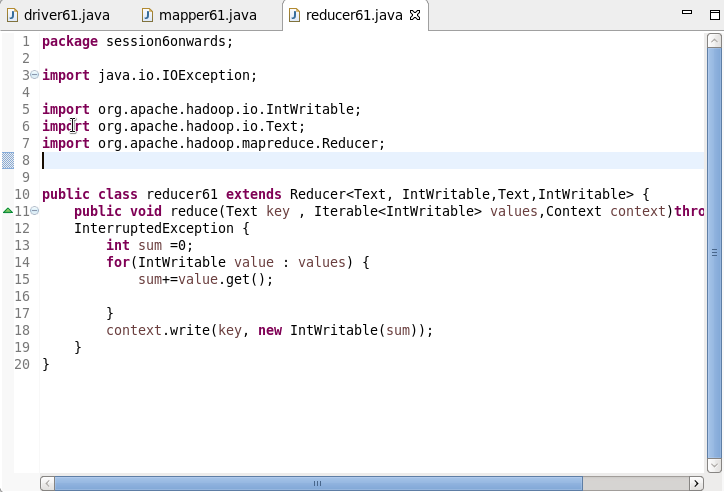 driver61.java mapper61.java reducer61.java
1 package session6onwards;
2
3 import java.io.IOException;
4
5 import org.apache.hadoop.io.IntWritable;
6 import org.apache.hadoop.io.Text;
7 import org.apache.hadoop.mapreduce.Reducer;
8
9
10 public class reducer61 extends Reducer<Text, IntWritable,Text,IntWritable> {
11 public void reduce(Text key , Iterable<IntWritable> values,Context context)thro
12 InterruptedException {
13 int sum =0;
14 for(IntWritable value : values) {
15 sum+=value.get();
16
17 }
18 context.write(key, new IntWritable(sum));
19 }
20 }